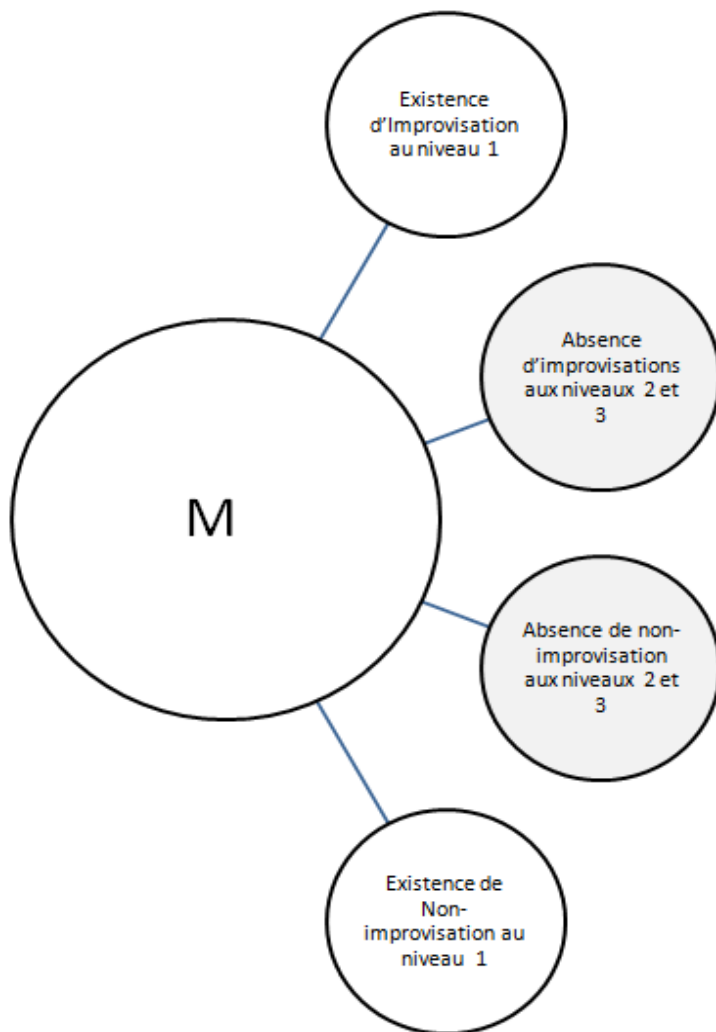 Existence
d'Improvisation
au niveau 1
Absence
d'improvisations
aux niveaux 2 et
3
M
Absence de non-
improvisation
aux niveaux 2 et
3
Existence de
Non-
improvisation au
niveau 1